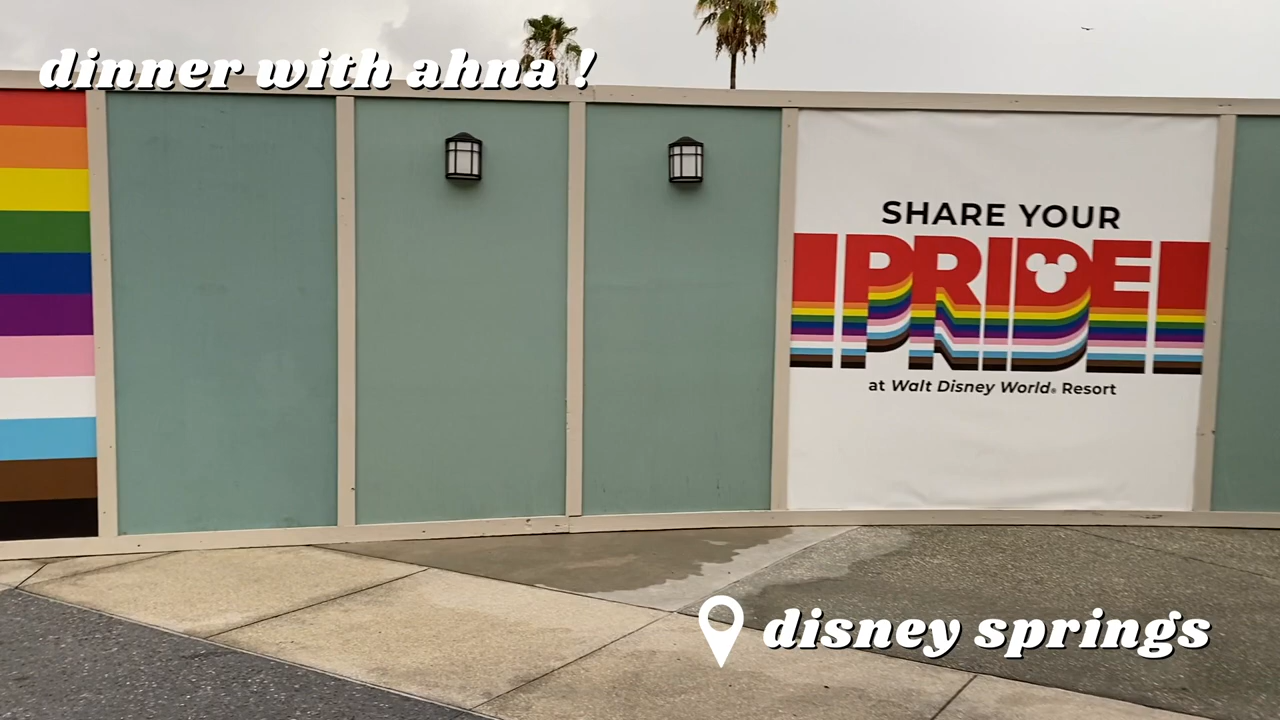 dinner with ahna !
SHARE YOUR
PRIDE
at Walt Disney World® Resort
disney springs